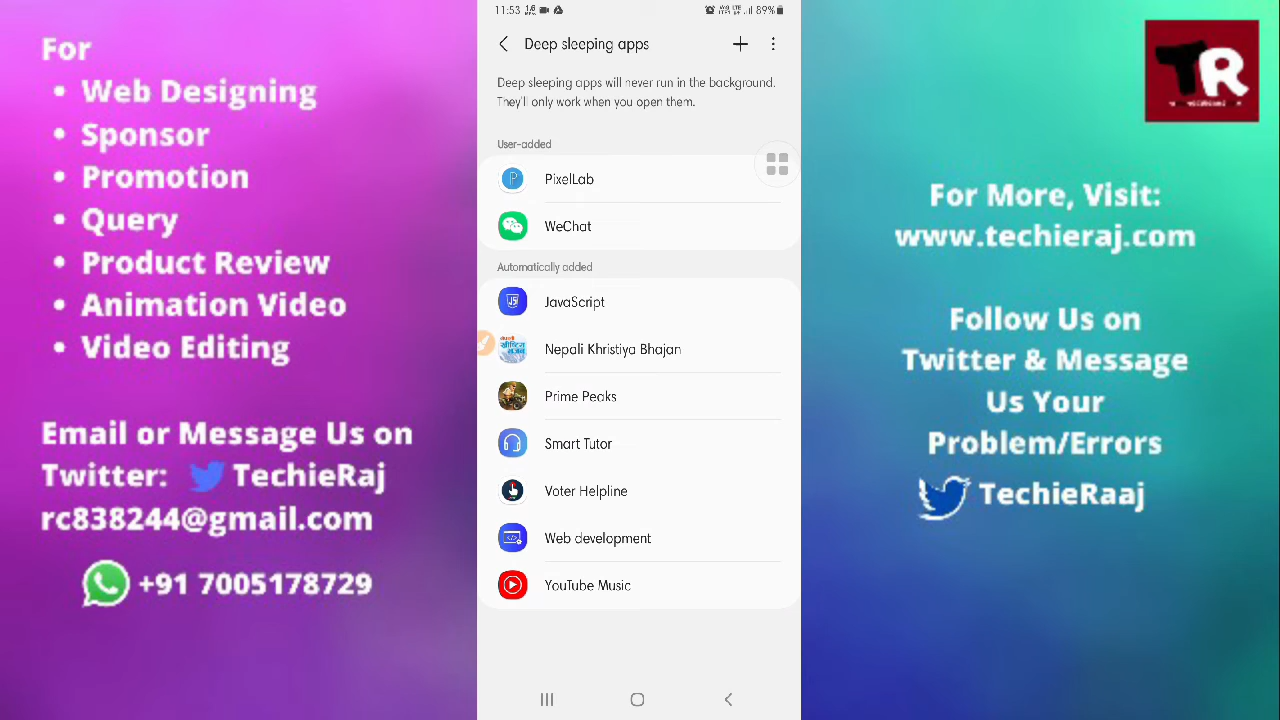 For
• Web Designing
• Sponsor
• Promotion
• Query
• Product Review
• Animation Video
• Video Editing
Email or Message Us on
Twitter: TechieRaj
rc838244@gmail.com
+91 7005178729
11:53
89%
Deep sleeping apps
Deep sleeping apps will never run in the background.
They'll only work when you open them.
User-added
PixelLab
WeChat
Automatically added
JavaScript
Nepali Khristiya Bhajan
Prime Peaks
Smart Tutor
Voter Helpline
Web development
YouTube Music
TR
For More, Visit:
www.techieraj.com
Follow Us on
Twitter & Message
Us Your
Problem/Errors
TechieRaaj